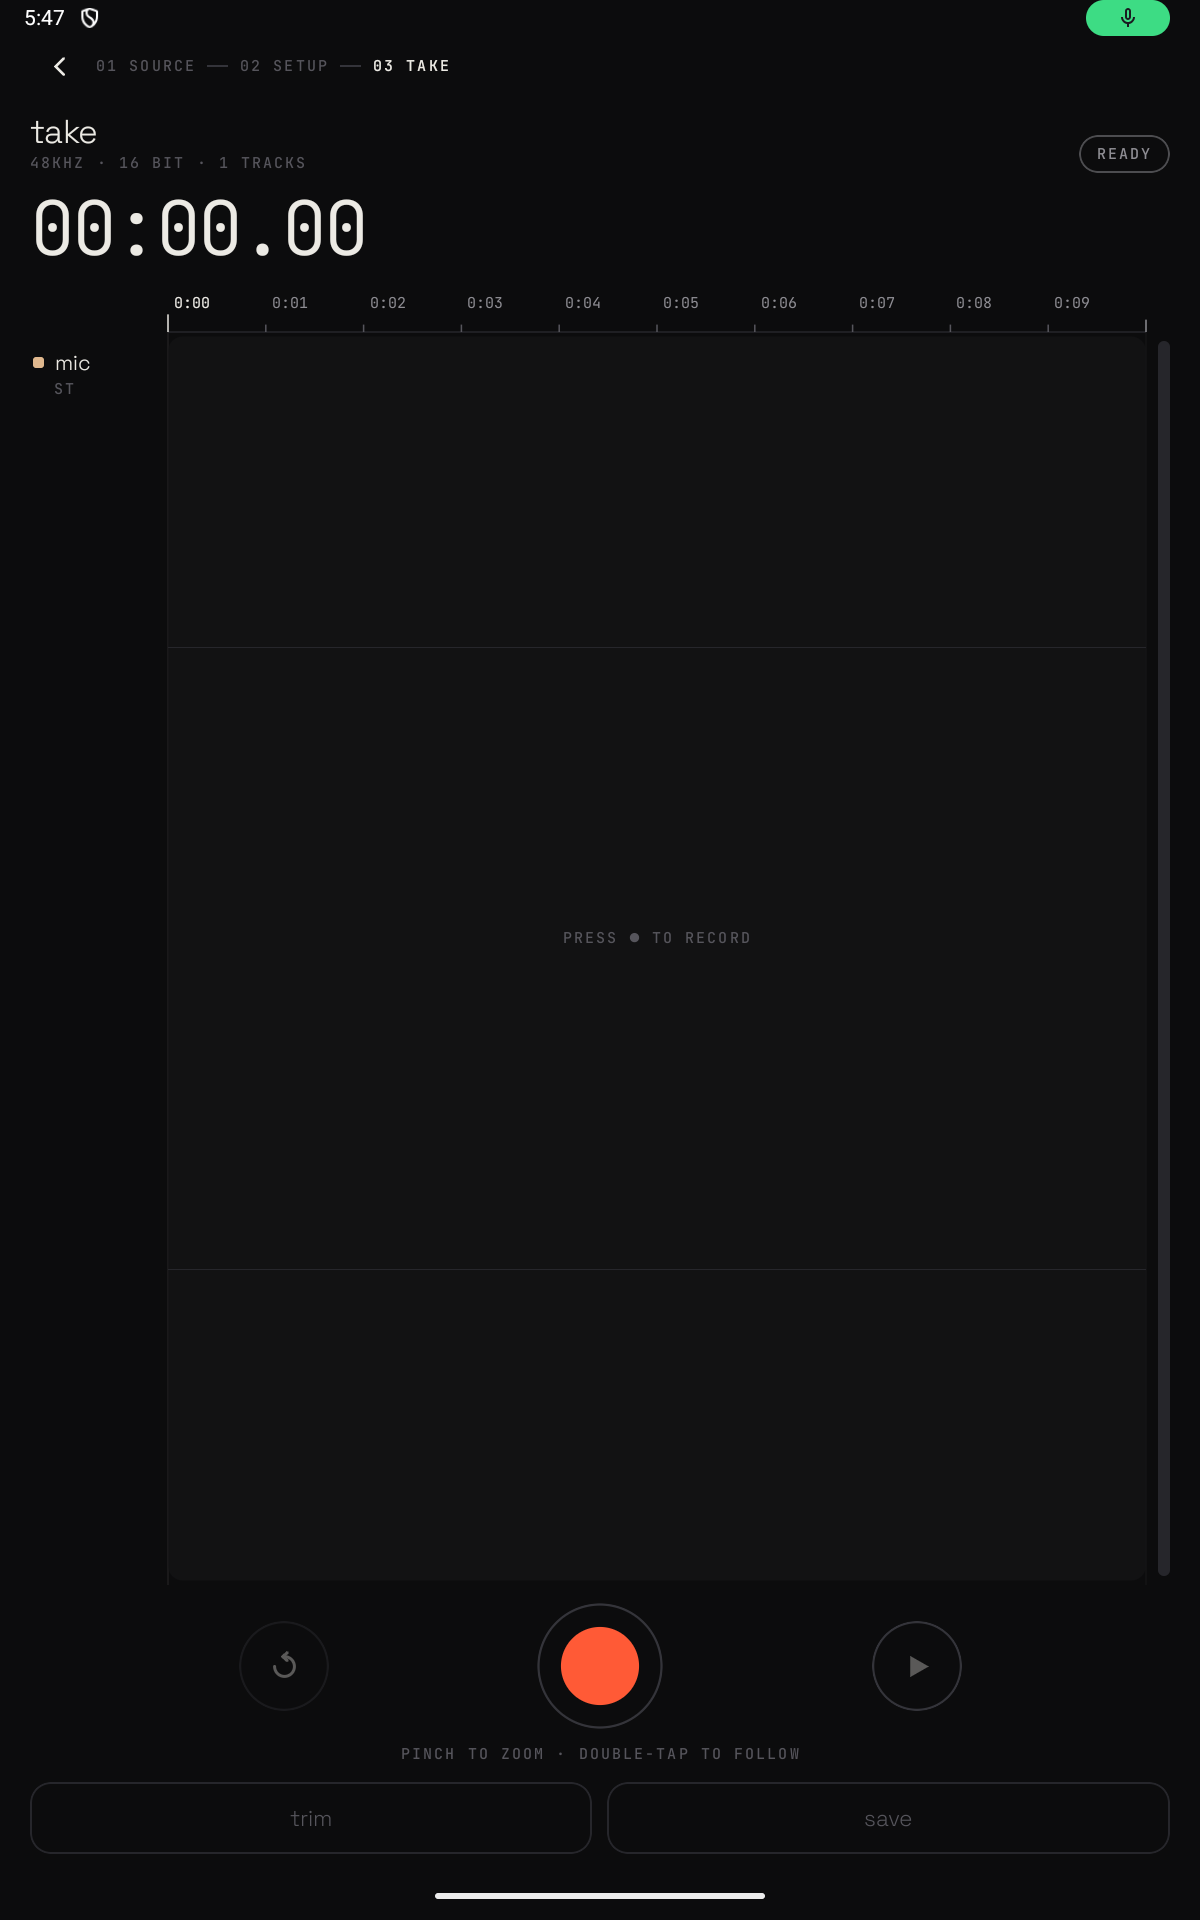 5:47
01 SOURCE — 02 SETUP — 03 TAKE
take
48KHZ · 16 BIT · 1 TRACKS
READY
00:00.00
0:00 0:01 0:02 0:03 0:04 0:05 0:06 0:07 0:08 0:09
mic
ST
PRESS ● TO RECORD
PINCH TO ZOOM · DOUBLE-TAP TO FOLLOW
trim save